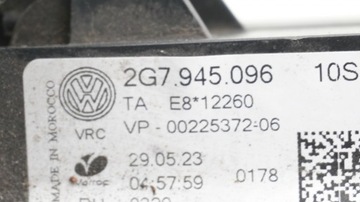 2G7.945.096 10S
TA E8*12260
VRC VP - 00225372-06
MADE IN MOROCCO
29.05.23
04:57:59 0178